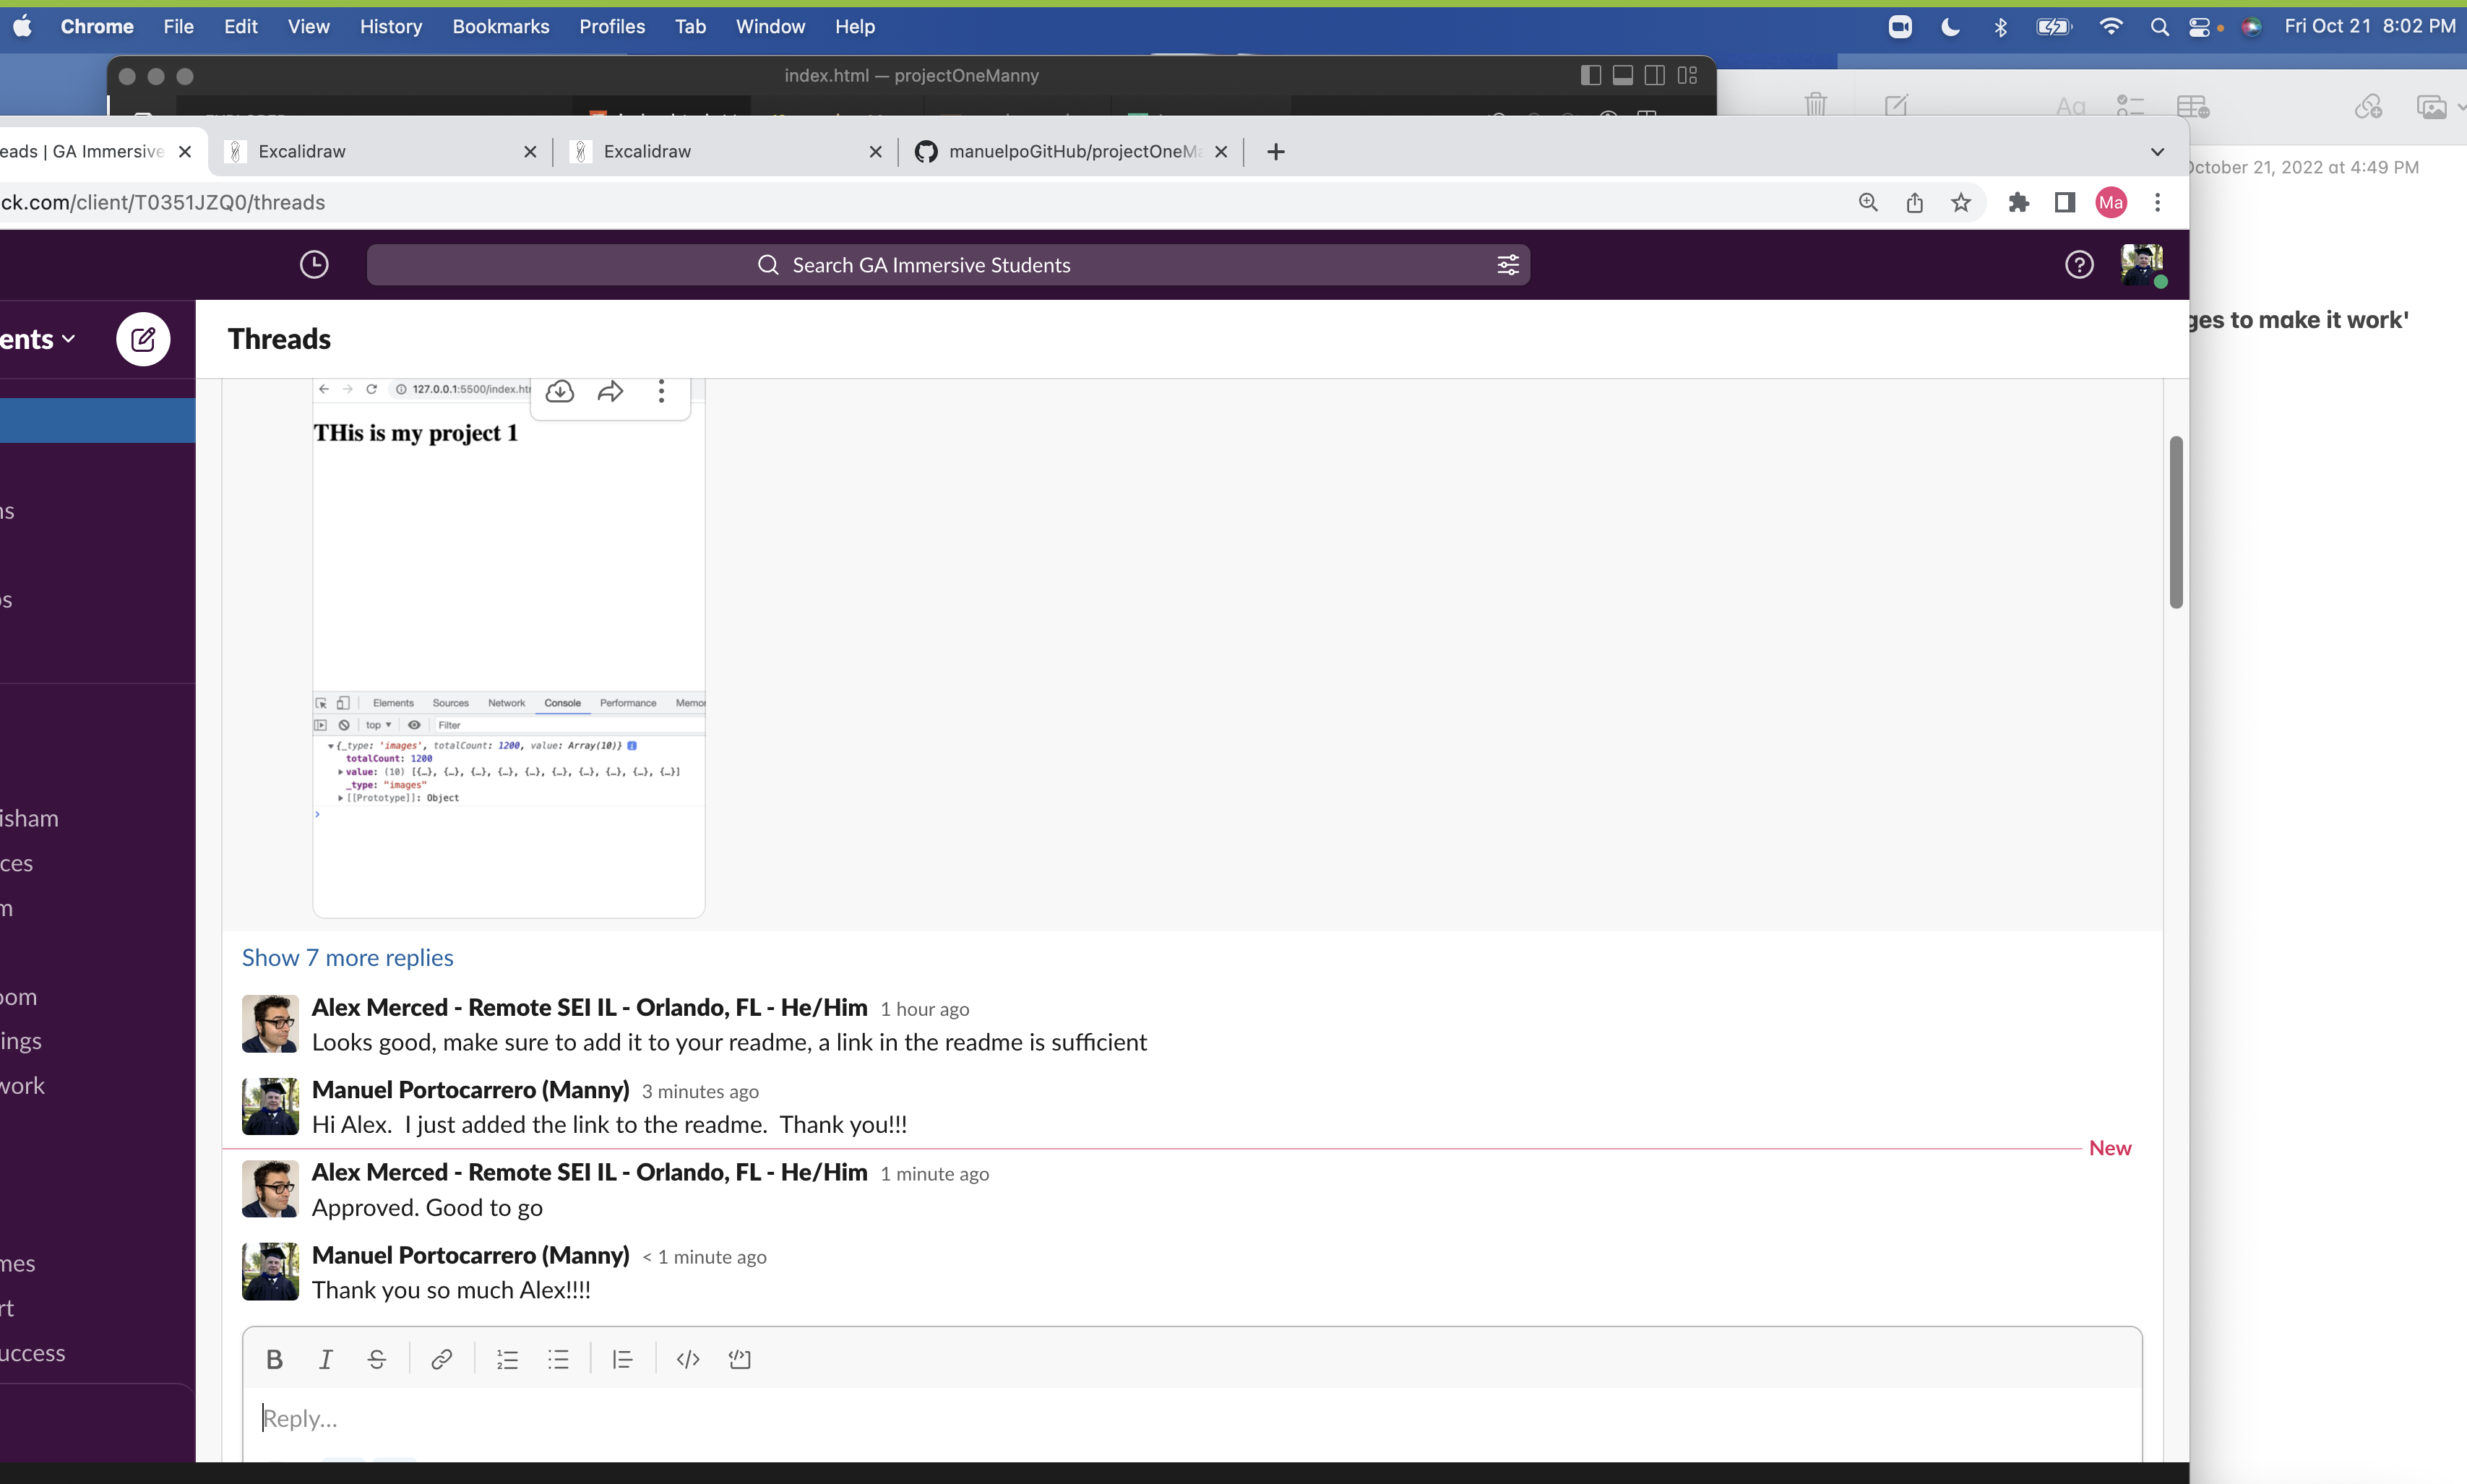 Chrome File Edit View History Bookmarks Profiles Tab Window Help Fri Oct 21 8:02 PM
index.html — projectOneManny
eads | GA Immersive Excalidraw Excalidraw manuelpoGitHub/projectOneMa
October 21, 2022 at 4:49 PM
ck.com/client/T0351JZQ0/threads Ma
Search GA Immersive Students
ges to make it work'
ents
Threads
127.0.0.1:5500/index.htm
THis is my project 1
ns
os
Elements Sources Network Console Performance Memor
top Filter
{_type: 'images', totalCount: 1200, value: Array(10)}
totalCount: 1200
value: (10) [{…}, {…}, {…}, {…}, {…}, {…}, {…}, {…}, {…}, {…}]
_type: "images"
[[Prototype]]: Object
isham
ces
m
Show 7 more replies
oom
ings
work
Alex Merced - Remote SEI IL - Orlando, FL - He/Him 1 hour ago
Looks good, make sure to add it to your readme, a link in the readme is sufficient
Manuel Portocarrero (Manny) 3 minutes ago
Hi Alex.  I just added the link to the readme.  Thank you!!!
New
Alex Merced - Remote SEI IL - Orlando, FL - He/Him 1 minute ago
Approved. Good to go
Manuel Portocarrero (Manny) < 1 minute ago
Thank you so much Alex!!!!
mes
rt
uccess
Reply...